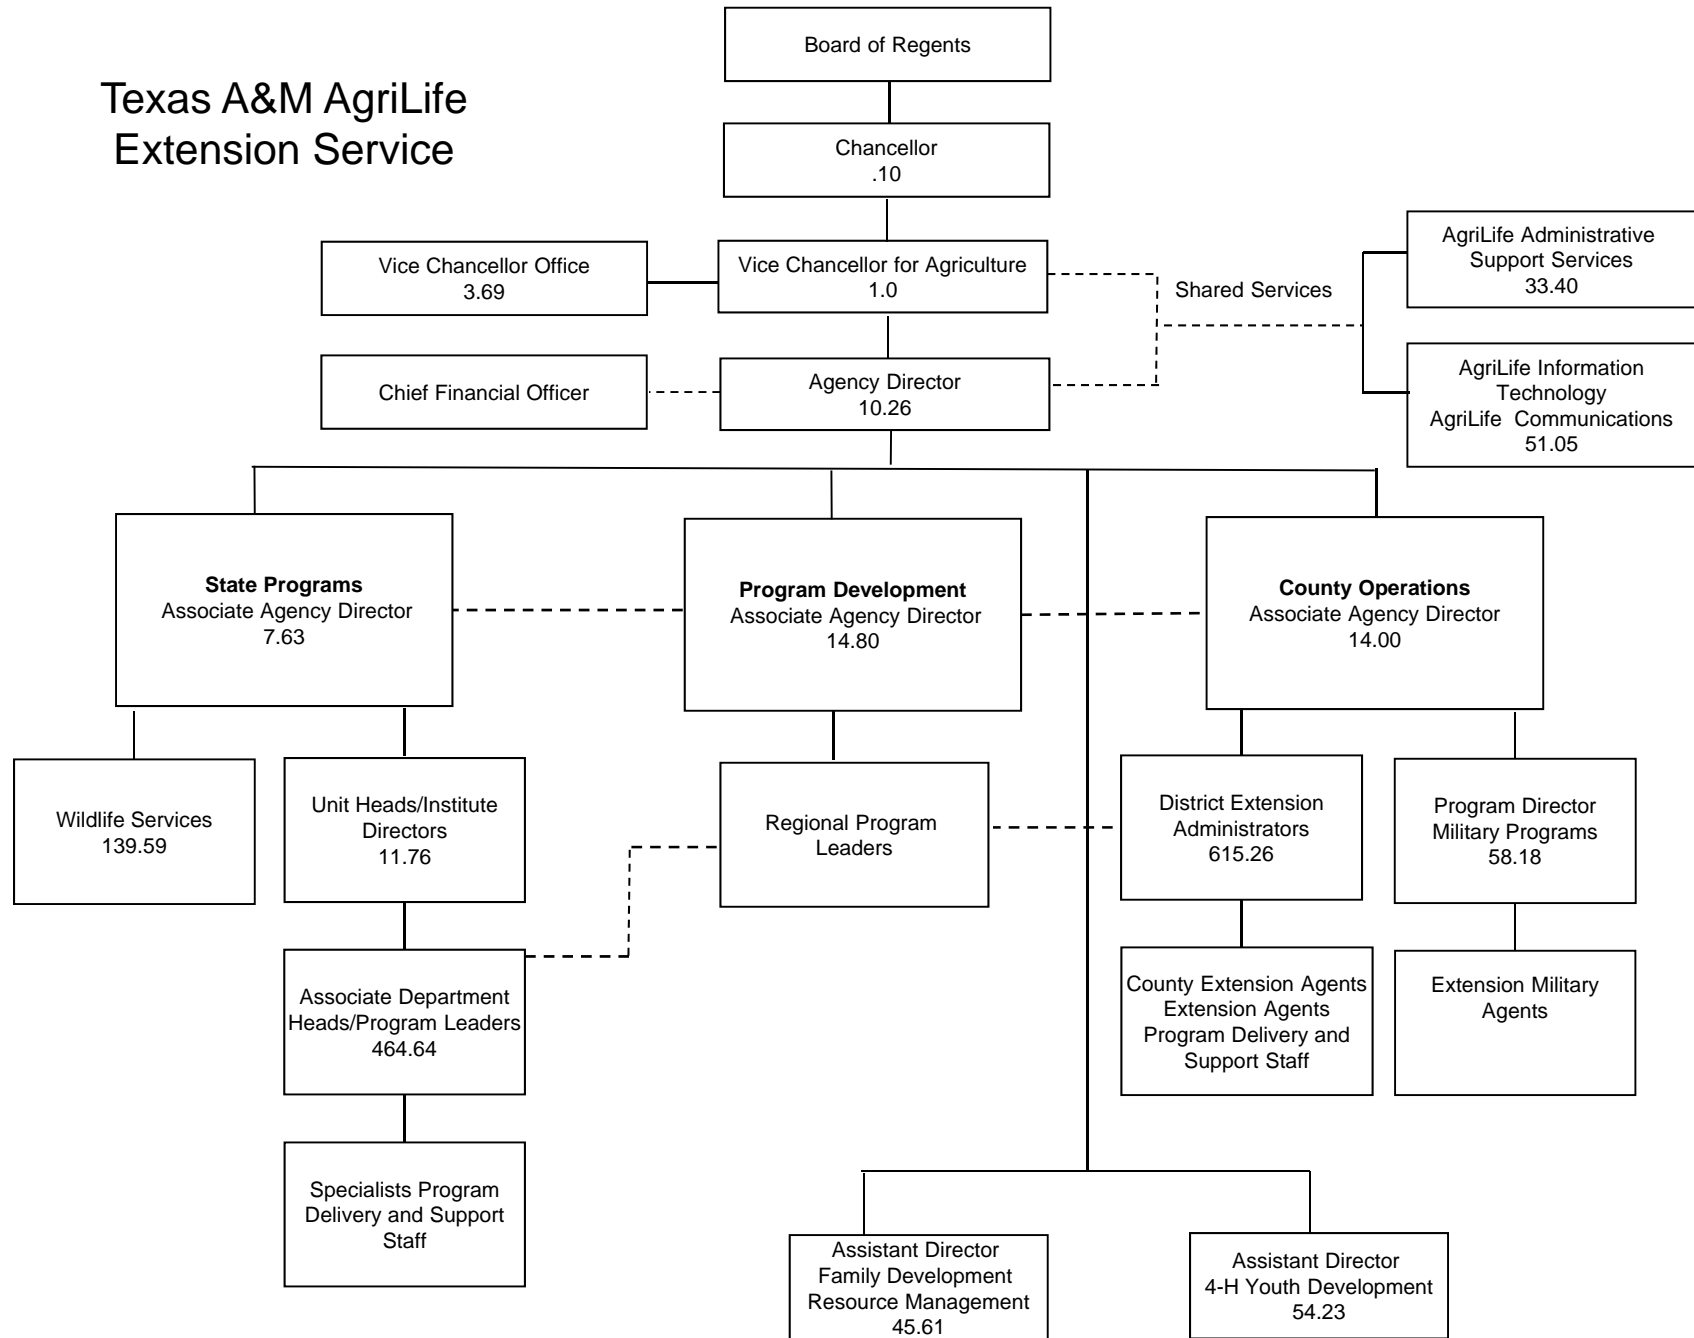 Texas A&M AgriLife
Extension Service
Board of Regents
Chancellor
.10
Vice Chancellor Office
3.69
Vice Chancellor for Agriculture
1.0
Shared Services
AgriLife Administrative
Support Services
33.40
Chief Financial Officer
Agency Director
10.26
AgriLife Information
Technology
AgriLife Communications
51.05
State Programs
Associate Agency Director
7.63
Program Development
Associate Agency Director
14.80
County Operations
Associate Agency Director
14.00
Wildlife Services
139.59
Unit Heads/Institute
Directors
11.76
Regional Program
Leaders
District Extension
Administrators
615.26
Program Director
Military Programs
58.18
Associate Department
Heads/Program Leaders
464.64
County Extension Agents
Extension Agents
Program Delivery and
Support Staff
Extension Military
Agents
Specialists Program
Delivery and Support
Staff
Assistant Director
Family Development
Resource Management
45.61
Assistant Director
4-H Youth Development
54.23